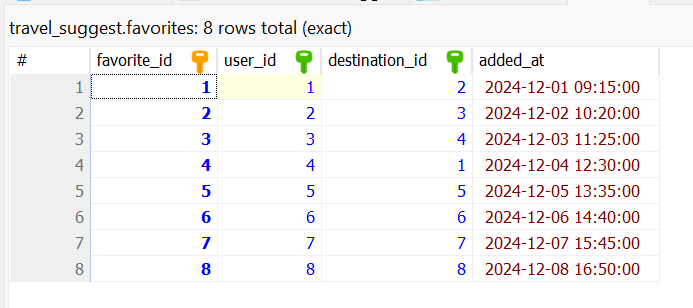 travel_suggest.favorites: 8 rows total (exact)
# favorite_id user_id destination_id added_at
1 1 1 2 2024-12-01 09:15:00
2 2 2 3 2024-12-02 10:20:00
3 3 3 4 2024-12-03 11:25:00
4 4 4 1 2024-12-04 12:30:00
5 5 5 5 2024-12-05 13:35:00
6 6 6 6 2024-12-06 14:40:00
7 7 7 7 2024-12-07 15:45:00
8 8 8 8 2024-12-08 16:50:00